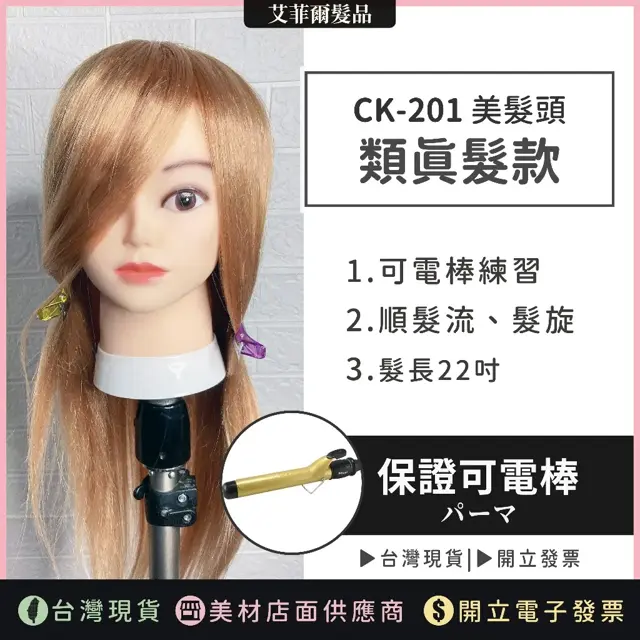 艾菲爾髮品
CK-201 美髮頭
類眞髮款
1.可電棒練習
2.順髮流、髮旋
3.髮長22吋
保證可電棒
パーマ
▶台灣現貨|▶開立發票
台灣現貨 美材店面供應商 $開立電子發票